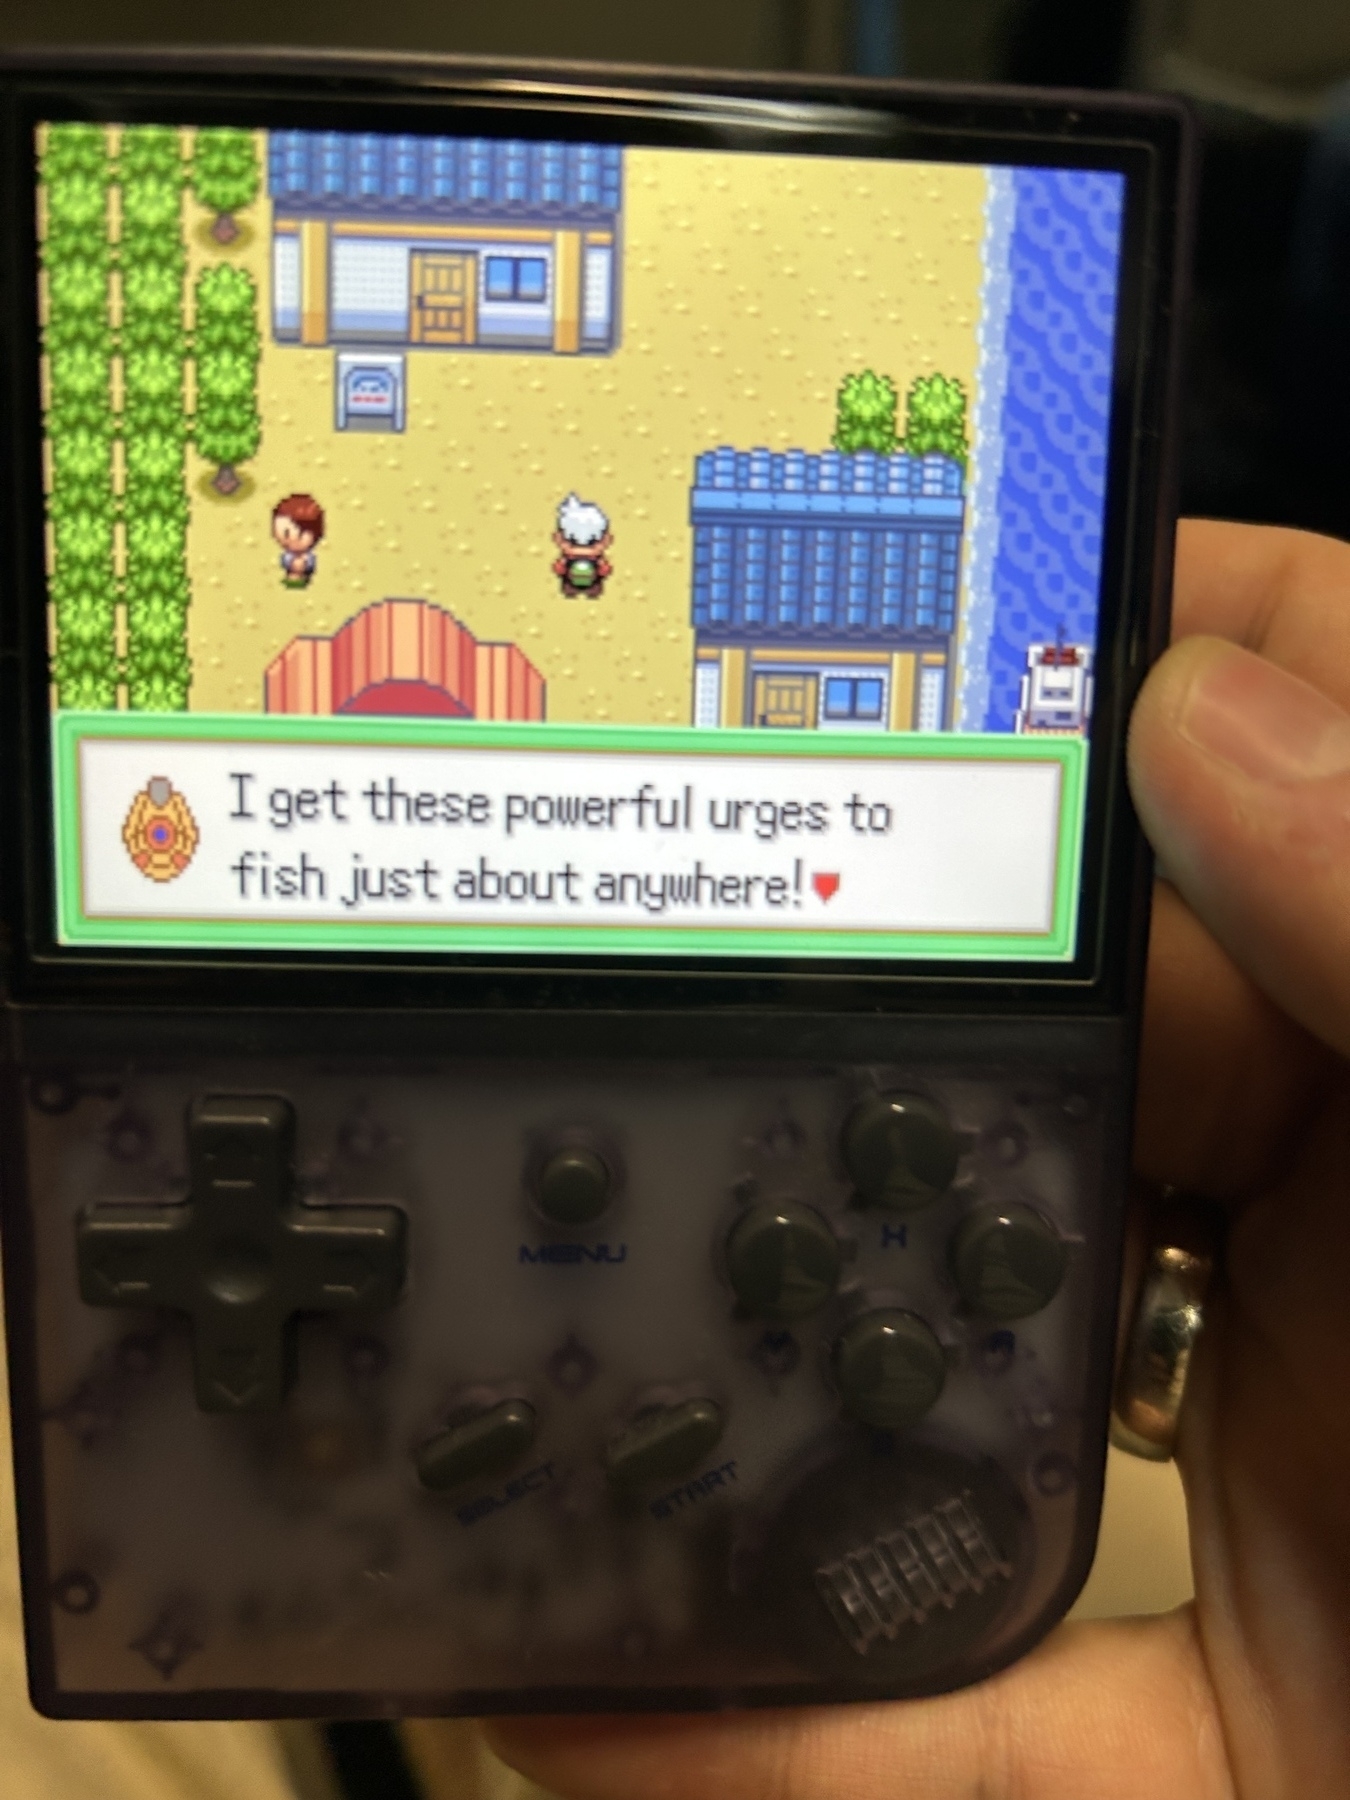 I get these powerful urges to
fish just about anywhere!♥
MENU
X
SELECT
START